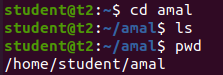 student@t2:~$ cd amal
student@t2:~/amal$ ls
student@t2:~/amal$ pwd
/home/student/amal